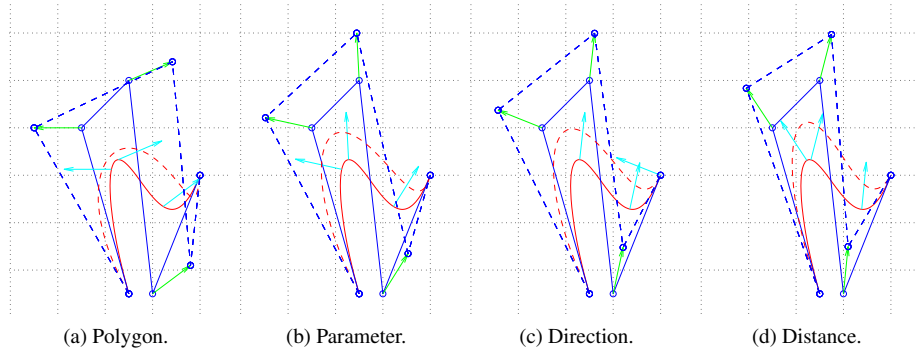 (a) Polygon. (b) Parameter. (c) Direction. (d) Distance.